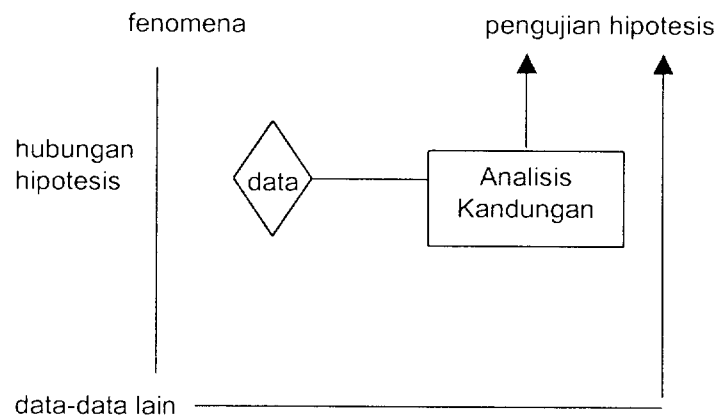 fenomena
pengujian hipotesis
hubungan
hipotesis
data
Analisis
Kandungan
data-data lain